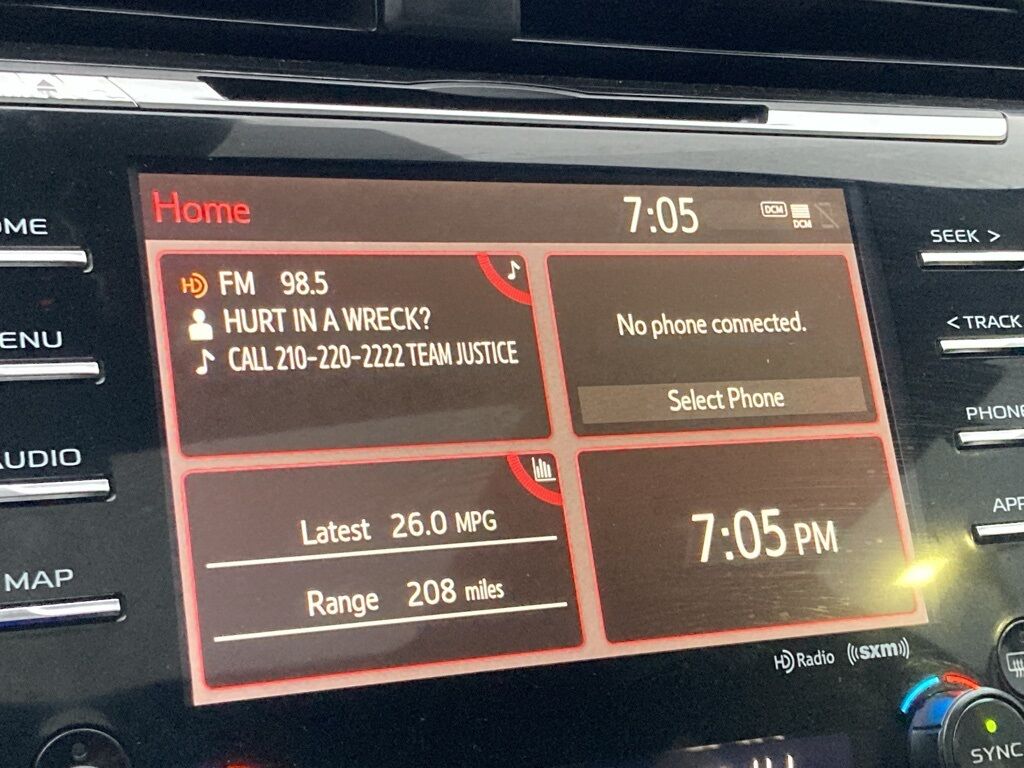 Home 7:05 DCM DCM
HD FM 98.5
HURT IN A WRECK?
CALL 210-220-2222 TEAM JUSTICE
No phone connected.
Select Phone
Latest 26.0 MPG
Range 208 miles
7:05 PM
OME
ENU
AUDIO
MAP
SEEK >
< TRACK
PHONE
APP
HD Radio ((sxm))
SYNC